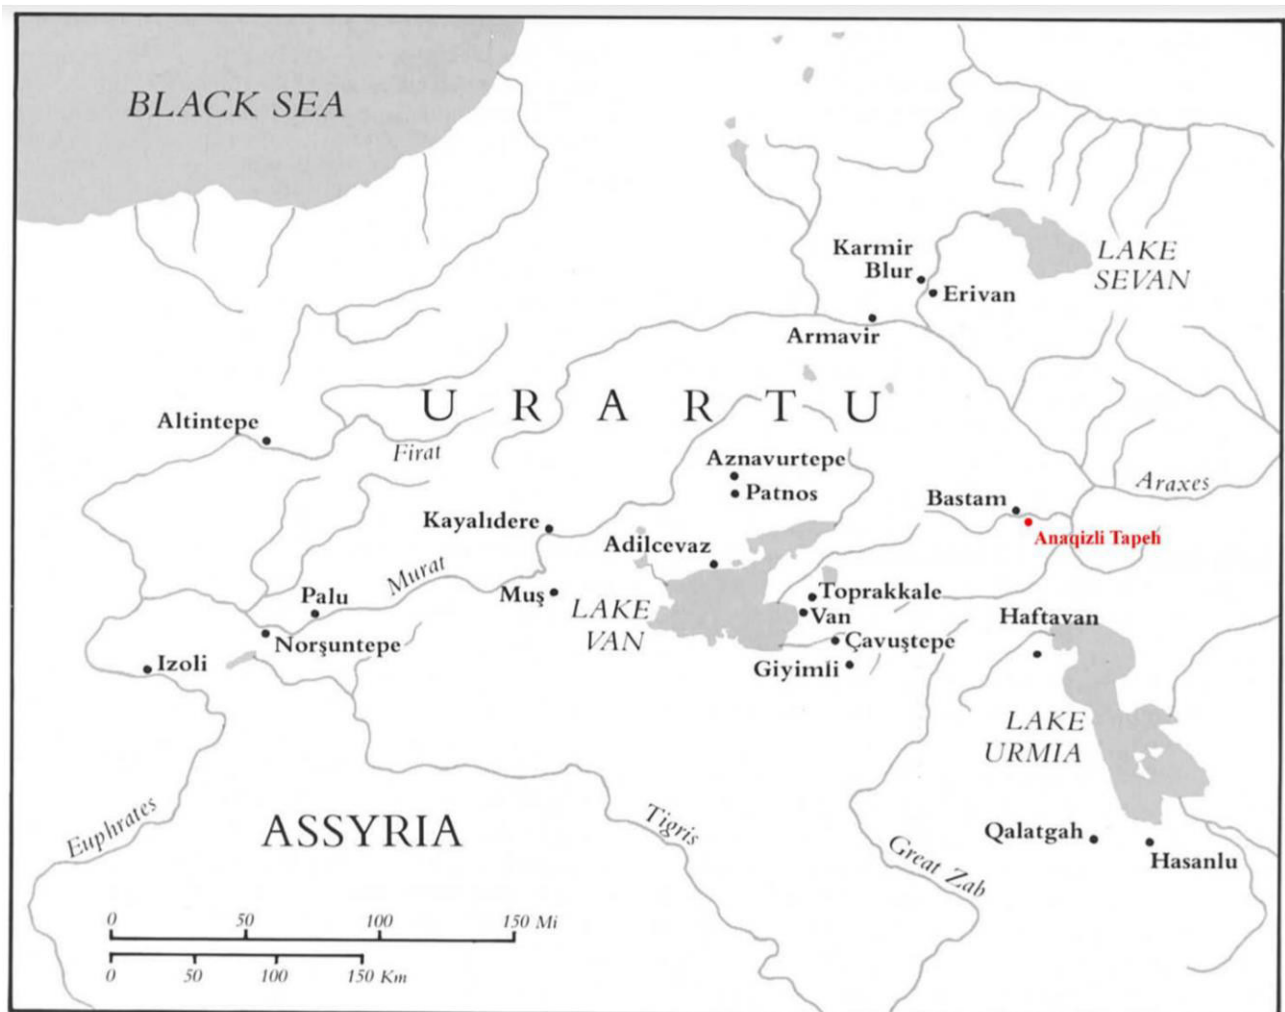 BLACK SEA
Karmir
Blur
LAKE
SEVAN
Erivan
Armavir
URARTU
Altintepe
Firat
Aznavurtepe
Patnos
Araxes
Bastam
Kayalıdere
Anaqizli Tapeh
Adilcevaz
Murat
Muş
LAKE
VAN
Toprakkale
Van
Palu
Haftavan
Norşuntepe
Çavuştepe
Izoli
Giyimli
LAKE
URMIA
Euphrates
ASSYRIA
Tigris
Great Zab
Qalatgah
Hasanlu
0 50 100 150 Mi
0 50 100 150 Km